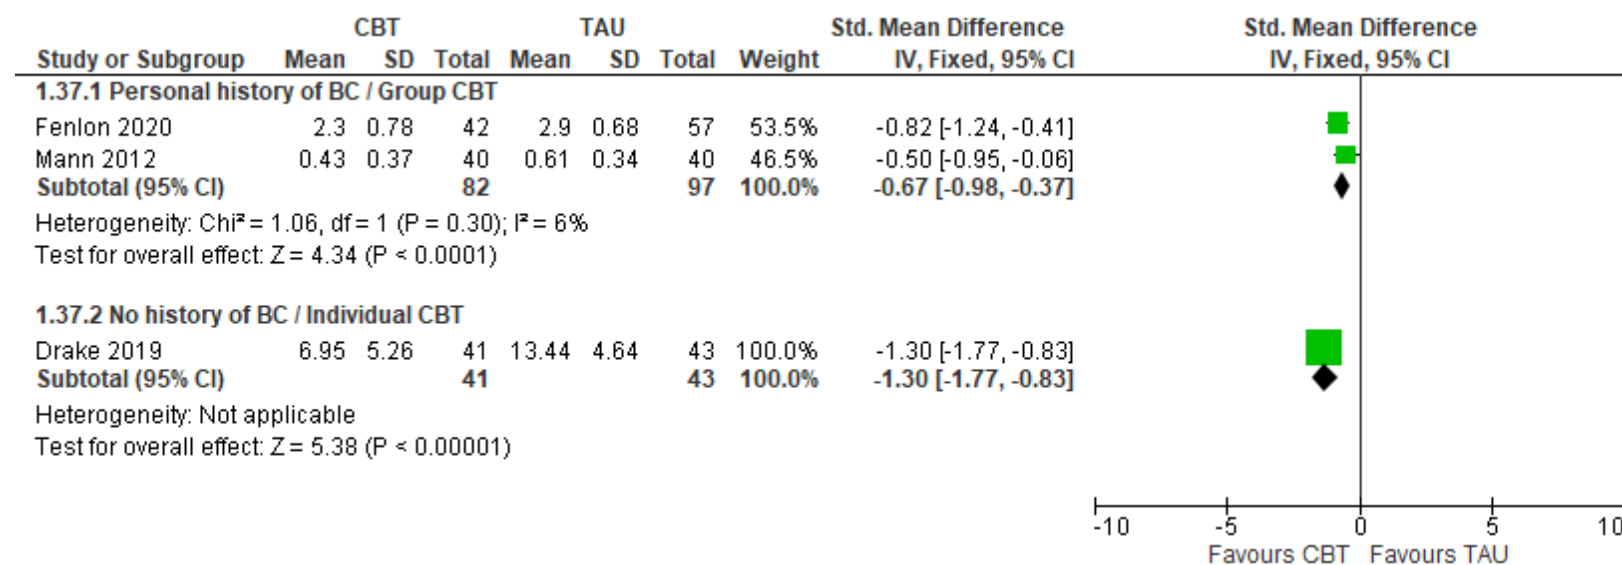 CBT TAU Std. Mean Difference Std. Mean Difference
Study or Subgroup Mean SD Total Mean SD Total Weight IV, Fixed, 95% CI IV, Fixed, 95% CI
1.37.1 Personal history of BC / Group CBT
Fenlon 2020 2.3 0.78 42 2.9 0.68 57 53.5% -0.82 [-1.24, -0.41]
Mann 2012 0.43 0.37 40 0.61 0.34 40 46.5% -0.50 [-0.95, -0.06]
Subtotal (95% CI) 82 97 100.0% -0.67 [-0.98, -0.37]
Heterogeneity: Chi² = 1.06, df = 1 (P = 0.30); I² = 6%
Test for overall effect: Z = 4.34 (P < 0.0001)
1.37.2 No history of BC / Individual CBT
Drake 2019 6.95 5.26 41 13.44 4.64 43 100.0% -1.30 [-1.77, -0.83]
Subtotal (95% CI) 41 43 100.0% -1.30 [-1.77, -0.83]
Heterogeneity: Not applicable
Test for overall effect: Z = 5.38 (P < 0.00001)
-10 -5 0 5 10
Favours CBT Favours TAU